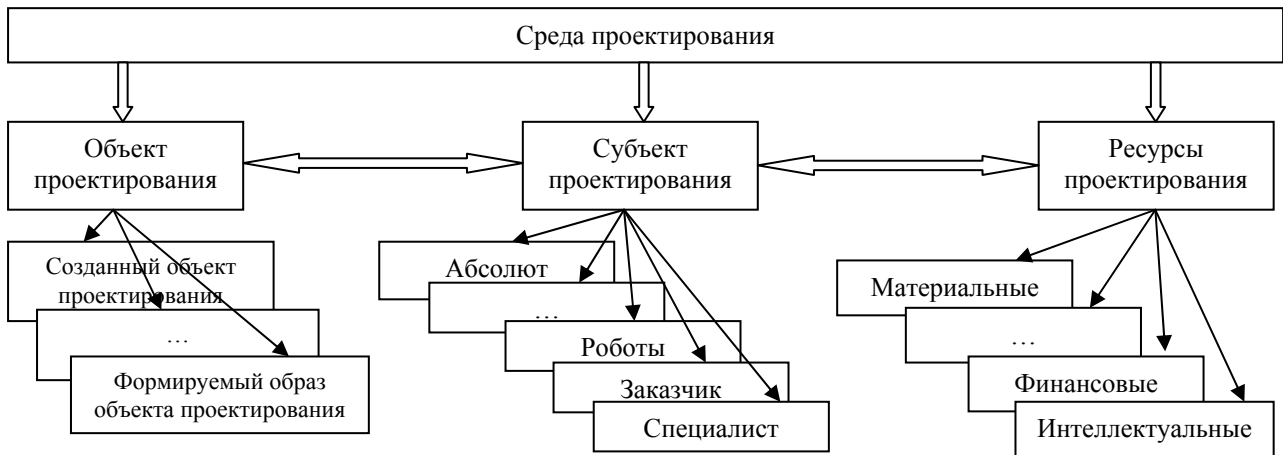 Среда проектирования
Объект
проектирования
Субъект
проектирования
Ресурсы
проектирования
Созданный объект
проектирования
…
Формируемый образ
объекта проектирования
Абсолют
…
Роботы
Заказчик
Специалист
Материальные
…
Финансовые
Интеллектуальные